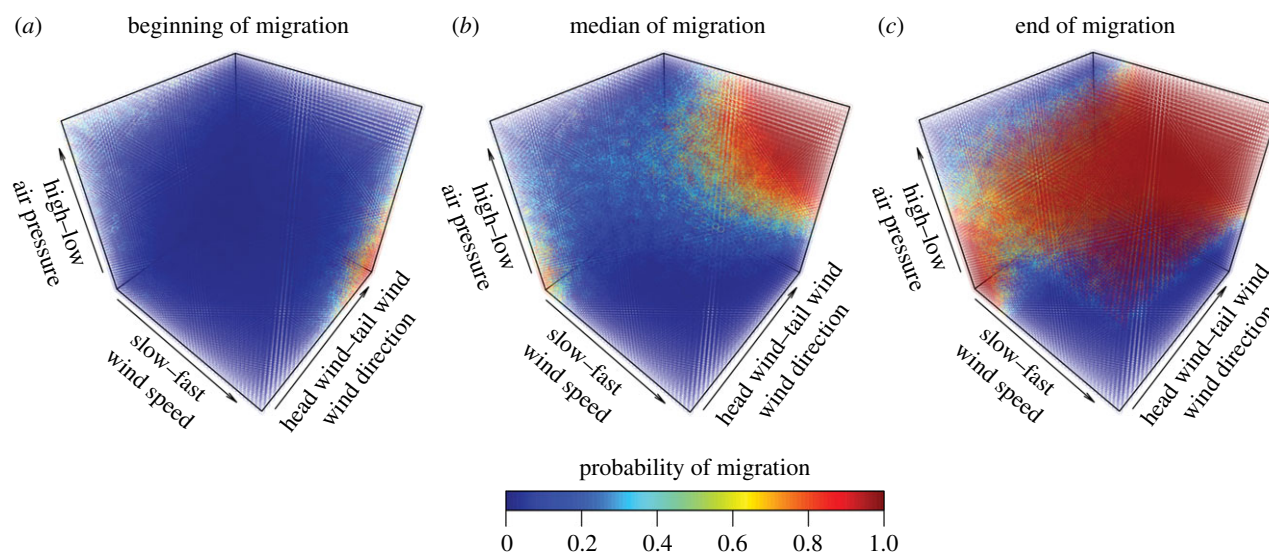 (a) beginning of migration
high–low
air pressure
slow–fast
wind speed
head wind–tail wind
wind direction
(b) median of migration
high–low
air pressure
slow–fast
wind speed
head wind–tail wind
wind direction
(c) end of migration
high–low
air pressure
slow–fast
wind speed
head wind–tail wind
wind direction
probability of migration
0 0.2 0.4 0.6 0.8 1.0